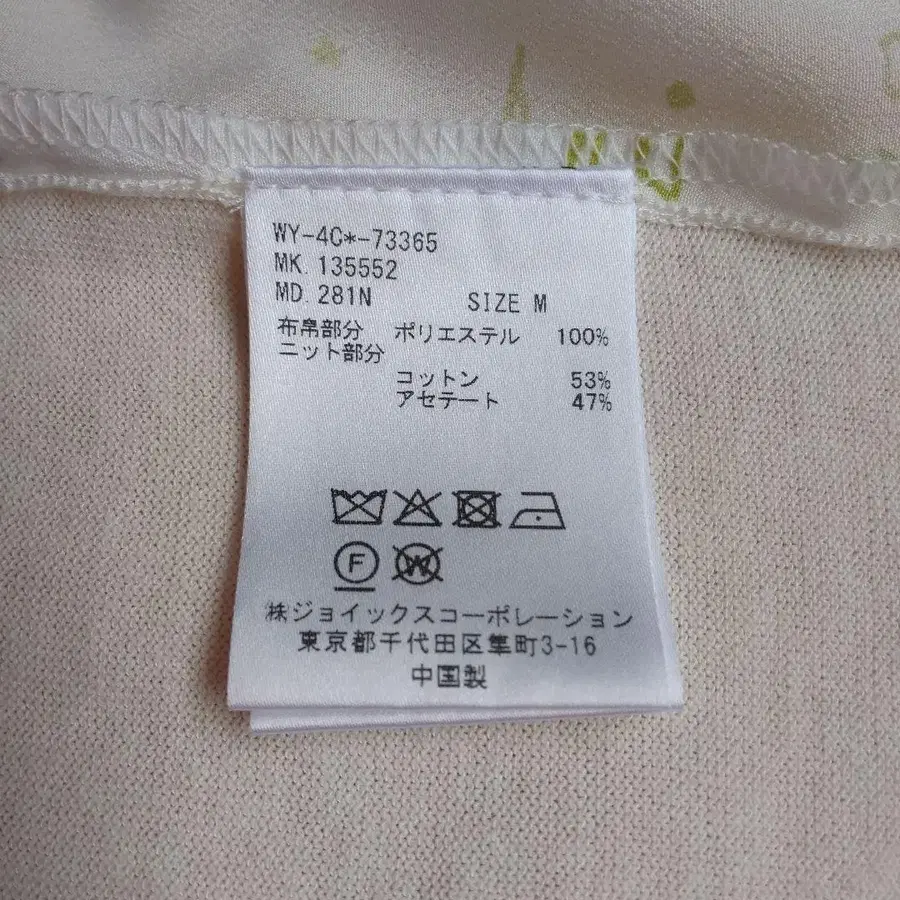 WY-4C*-73365
MK. 135552
MD. 281N SIZE M
布帛部分 ポリエステル 100%
ニット部分
コットン 53%
アセテート 47%
F
W
㈱ジョイックスコーポレーション
東京都千代田区隼町3-16
中国製